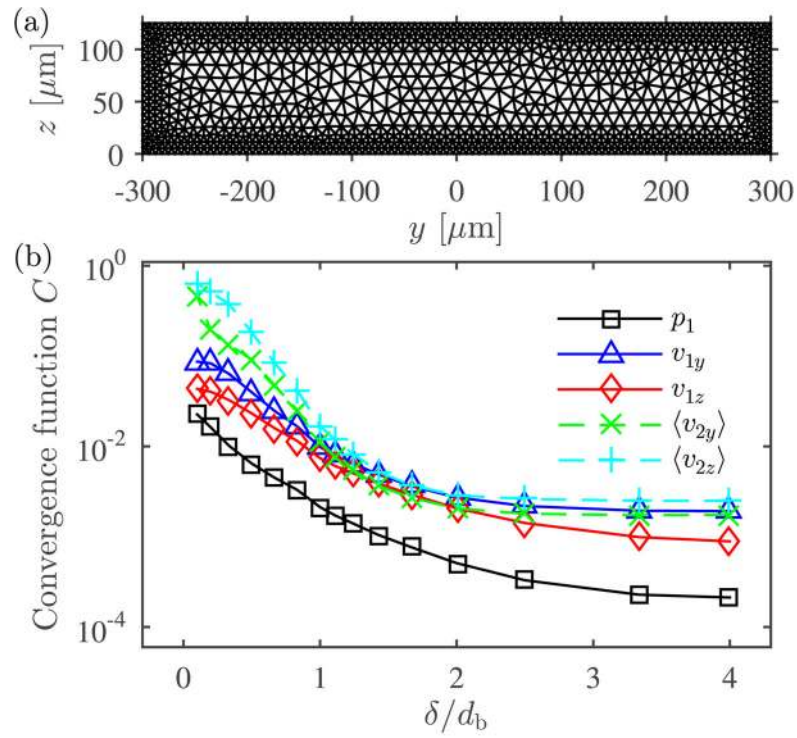 (a)
100
50
0
z [μm]
-300 -200 -100 0 100 200 300
y [μm]
(b)
10^0
10^-2
10^-4
Convergence function C
p_1
v_1y
v_1z
⟨v_2y⟩
⟨v_2z⟩
0 1 2 3 4
δ/d_b